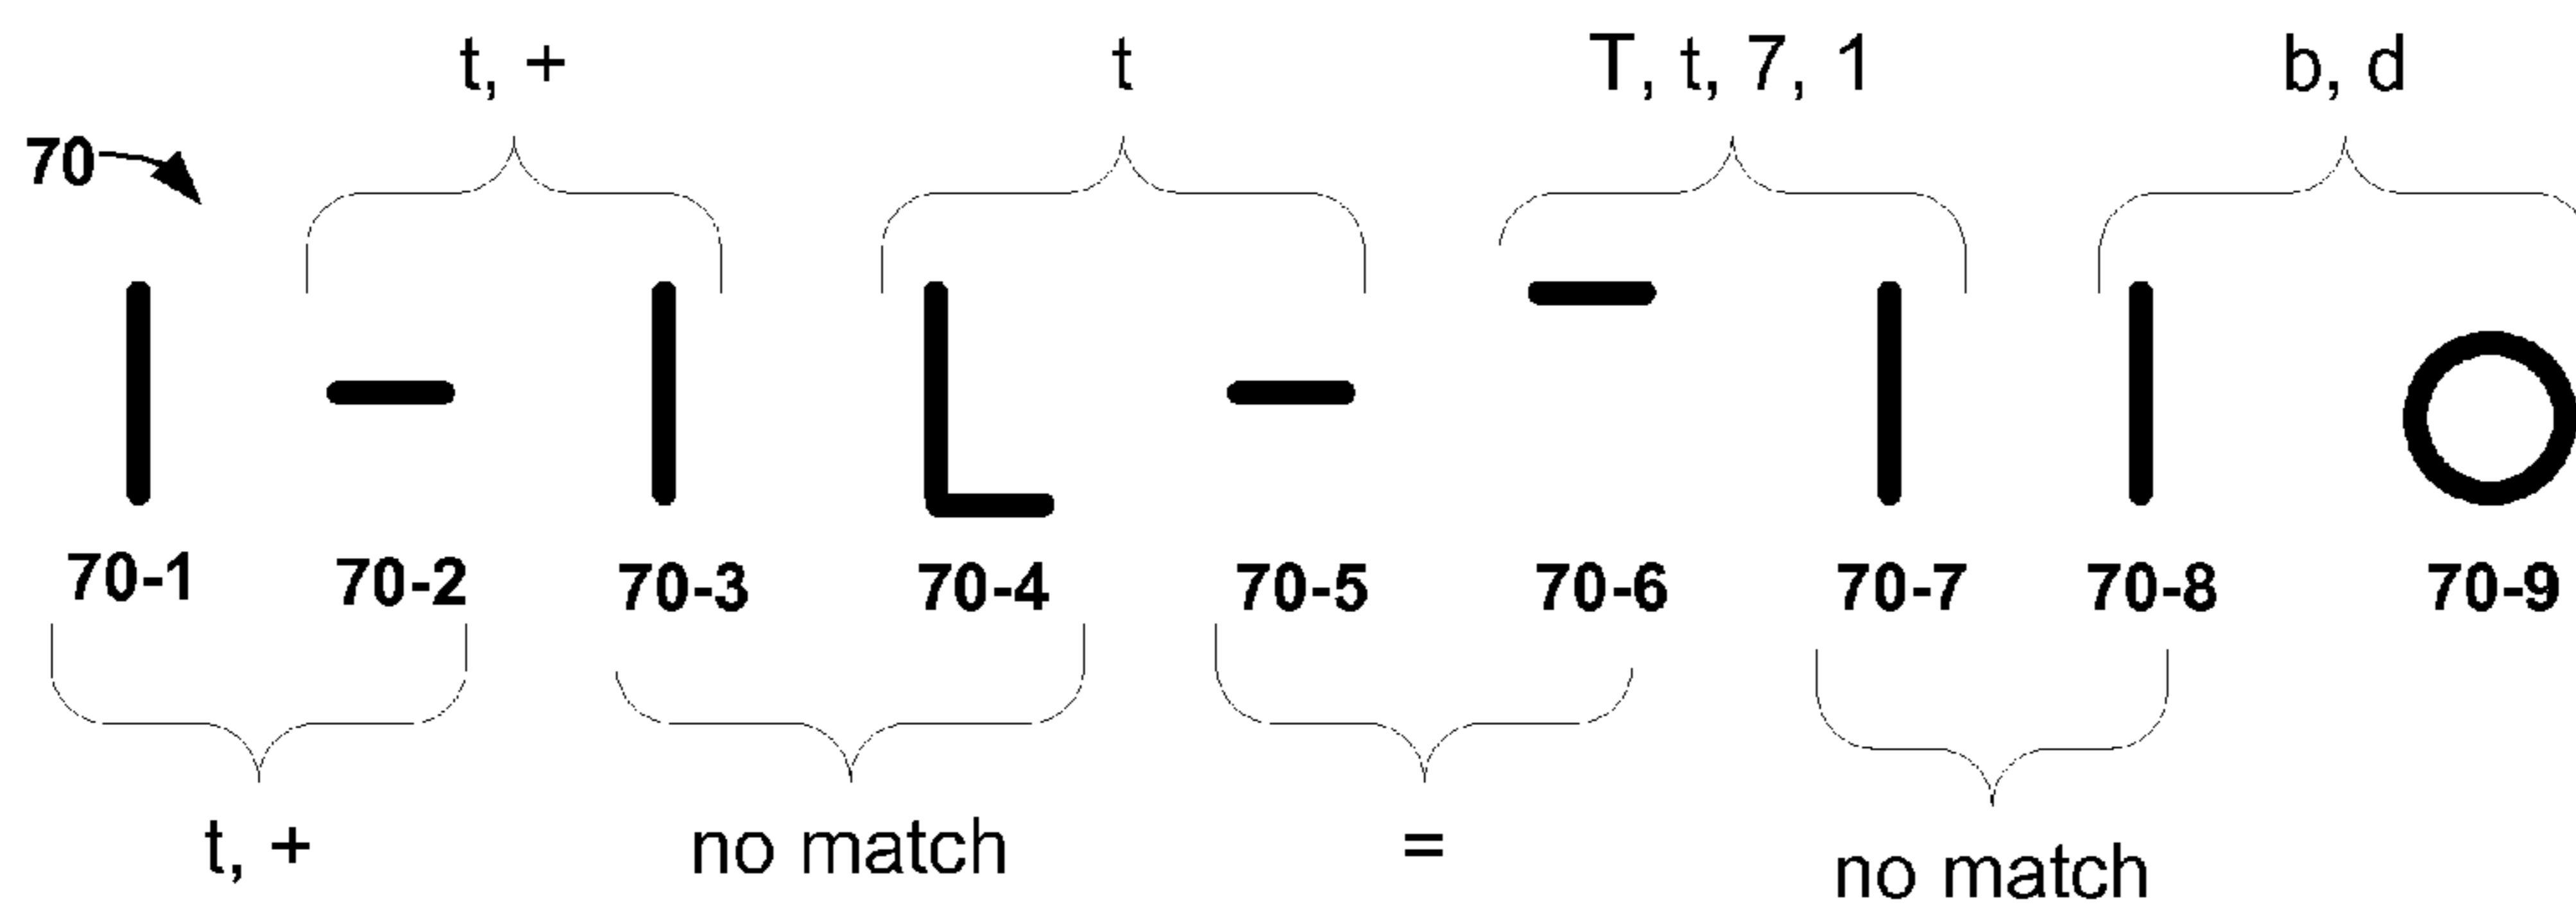 t, + t T, t, 7, 1 b, d
70
70-1 70-2 70-3 70-4 70-5 70-6 70-7 70-8 70-9
t, + no match = no match